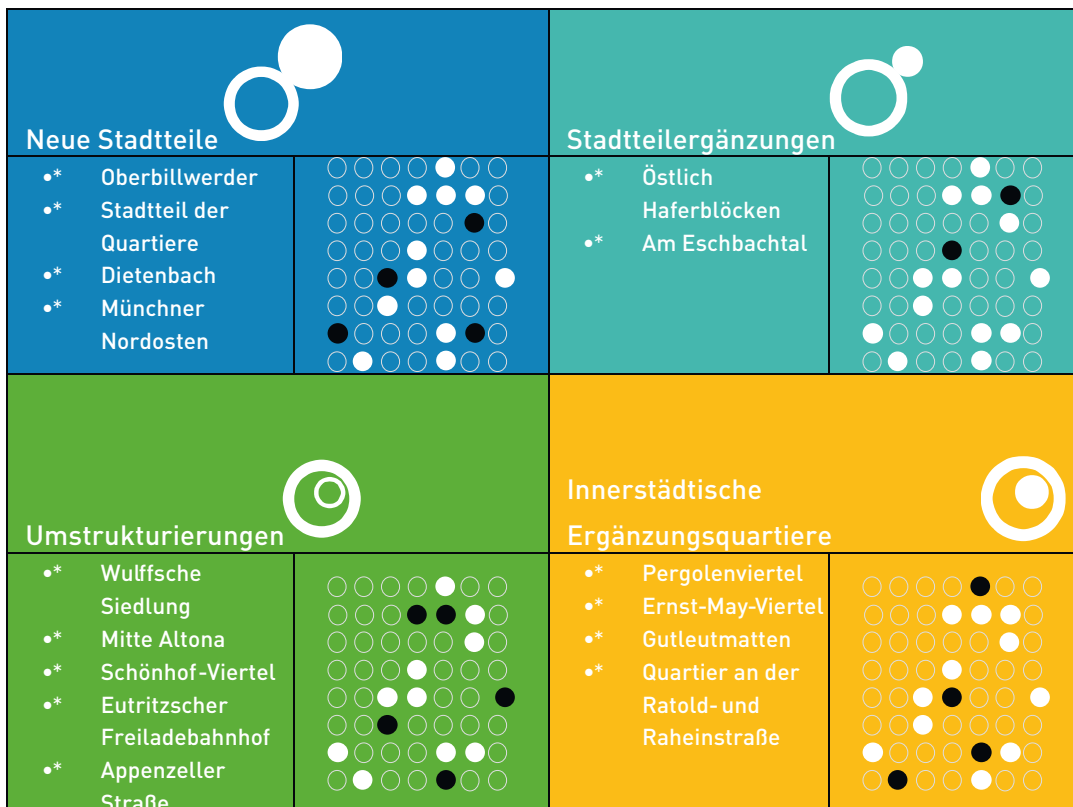 Neue Stadtteile
•* Oberbillwerder
•* Stadtteil der
Quartiere
•* Dietenbach
•* Münchner
Nordosten
Stadtteilergänzungen
•* Östlich
Haferblöcken
•* Am Eschbachtal
Umstrukturierungen
•* Wulffsche
Siedlung
•* Mitte Altona
•* Schönhof-Viertel
•* Eutritzscher
Freiladebahnhof
•* Appenzeller
Straße
Innerstädtische
Ergänzungsquartiere
•* Pergolenviertel
•* Ernst-May-Viertel
•* Gutleutmatten
•* Quartier an der
Ratold- und
Raheinstraße